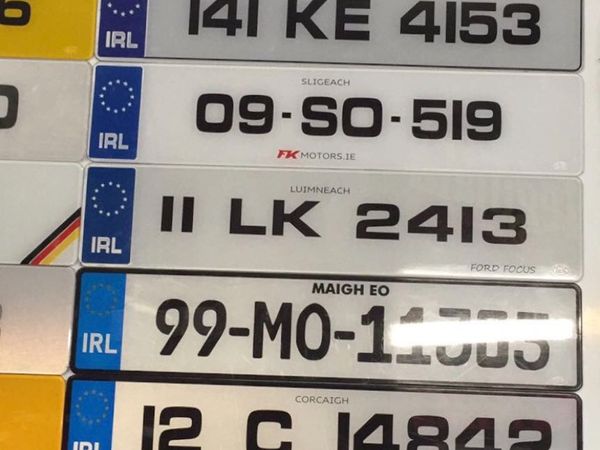 IRL 141 KE 4153
SLIGEACH
IRL 09-SO-519
FK MOTORS.IE
LUIMNEACH
IRL 11 LK 2413
FORD FOCUS
MAIGH EO
IRL 99-MO-
CORCAIGH
IRL 12 C 14842